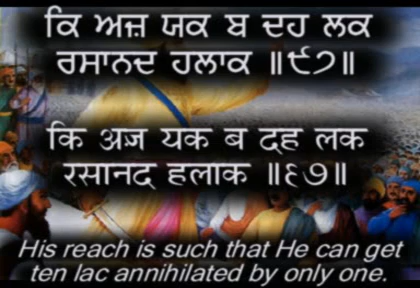 ਕਿ ਅਜ਼ ਯਕ ਬ ਦਹ ਲਕ
ਰਸਾਨਦ ਹਲਾਕ ॥੯੭॥
कि अज़ यक ब दह लक
रसानद हलाक ॥९७॥
His reach is such that He can get
ten lac annihilated by only one.